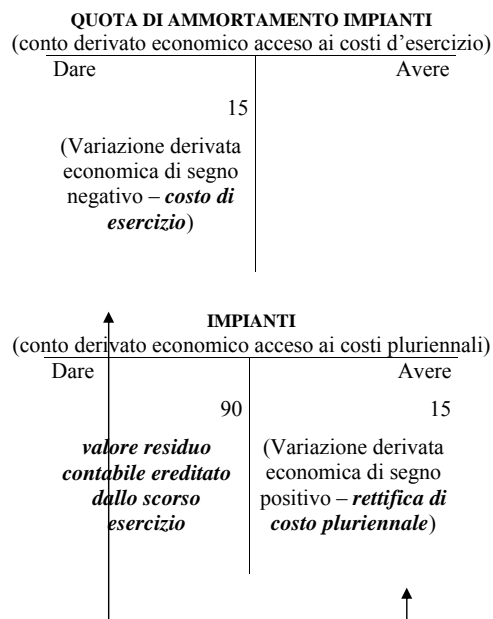 QUOTA DI AMMORTAMENTO IMPIANTI
(conto derivato economico acceso ai costi d'esercizio)
Dare Avere
15
(Variazione derivata
economica di segno
negativo – costo di
esercizio)
IMPIANTI
(conto derivato economico acceso ai costi pluriennali)
Dare Avere
90 15
valore residuo
contabile ereditato
dallo scorso
esercizio
(Variazione derivata
economica di segno
positivo – rettifica di
costo pluriennale)